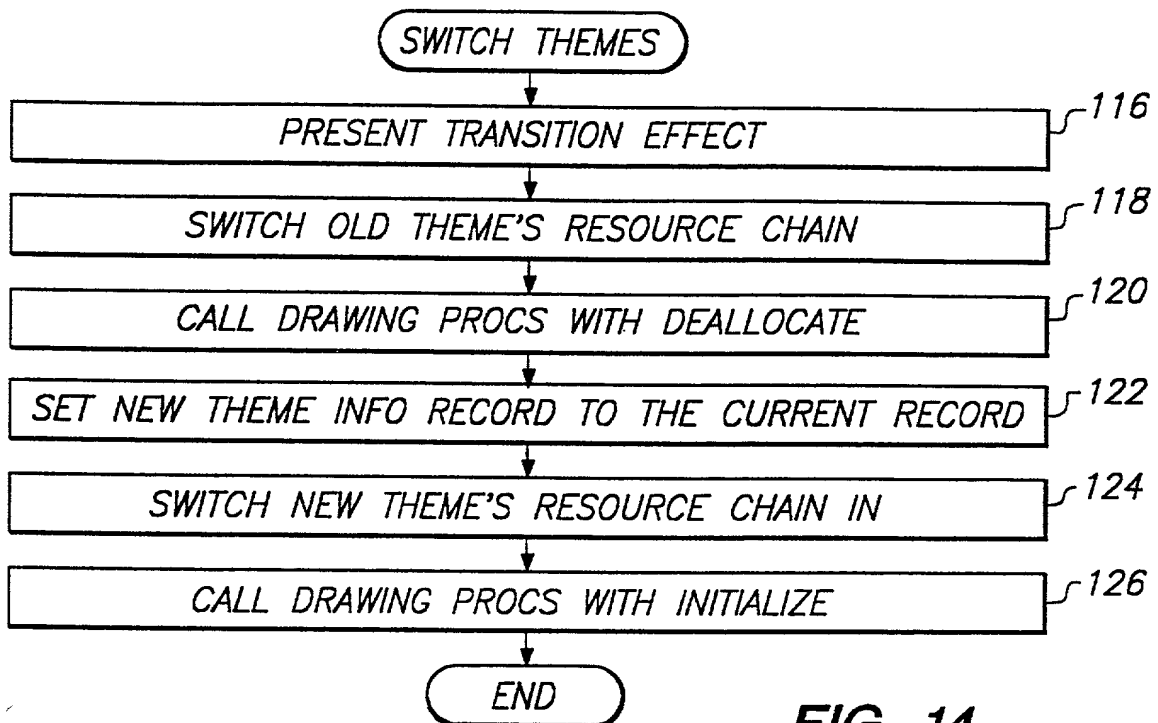 SWITCH THEMES
PRESENT TRANSITION EFFECT
116
SWITCH OLD THEME'S RESOURCE CHAIN
118
CALL DRAWING PROCS WITH DEALLOCATE
120
SET NEW THEME INFO RECORD TO THE CURRENT RECORD
122
SWITCH NEW THEME'S RESOURCE CHAIN IN
124
CALL DRAWING PROCS WITH INITIALIZE
126
END
FIG. 14